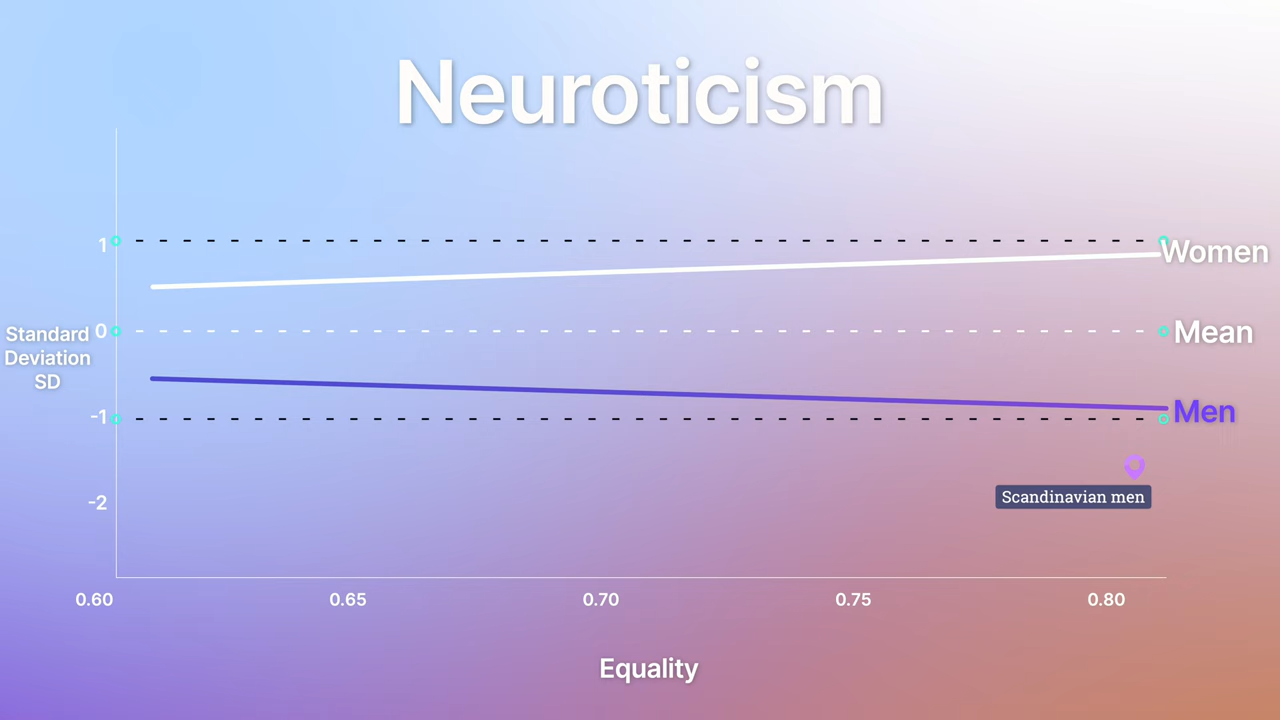 Neuroticism
1
Women
Standard
Deviation
SD
0
Mean
-1
Men
-2
Scandinavian men
0.60
0.65
0.70
0.75
0.80
Equality